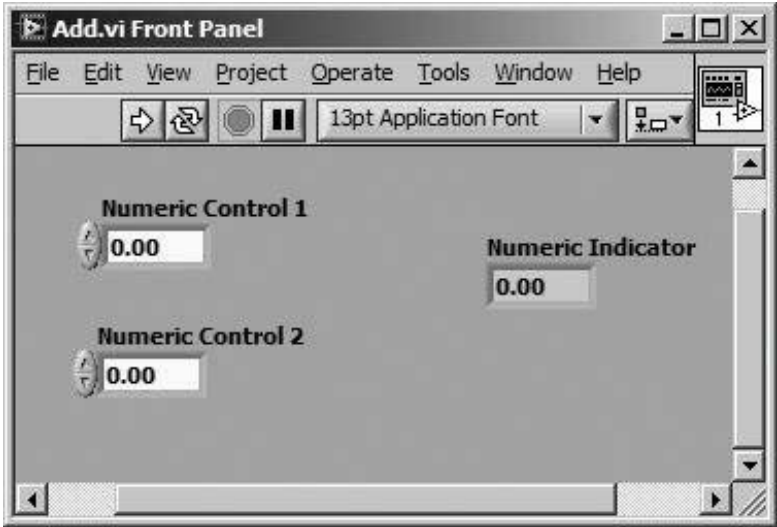 Add.vi Front Panel
File Edit View Project Operate Tools Window Help
13pt Application Font
1
Numeric Control 1
0.00
Numeric Indicator
0.00
Numeric Control 2
0.00